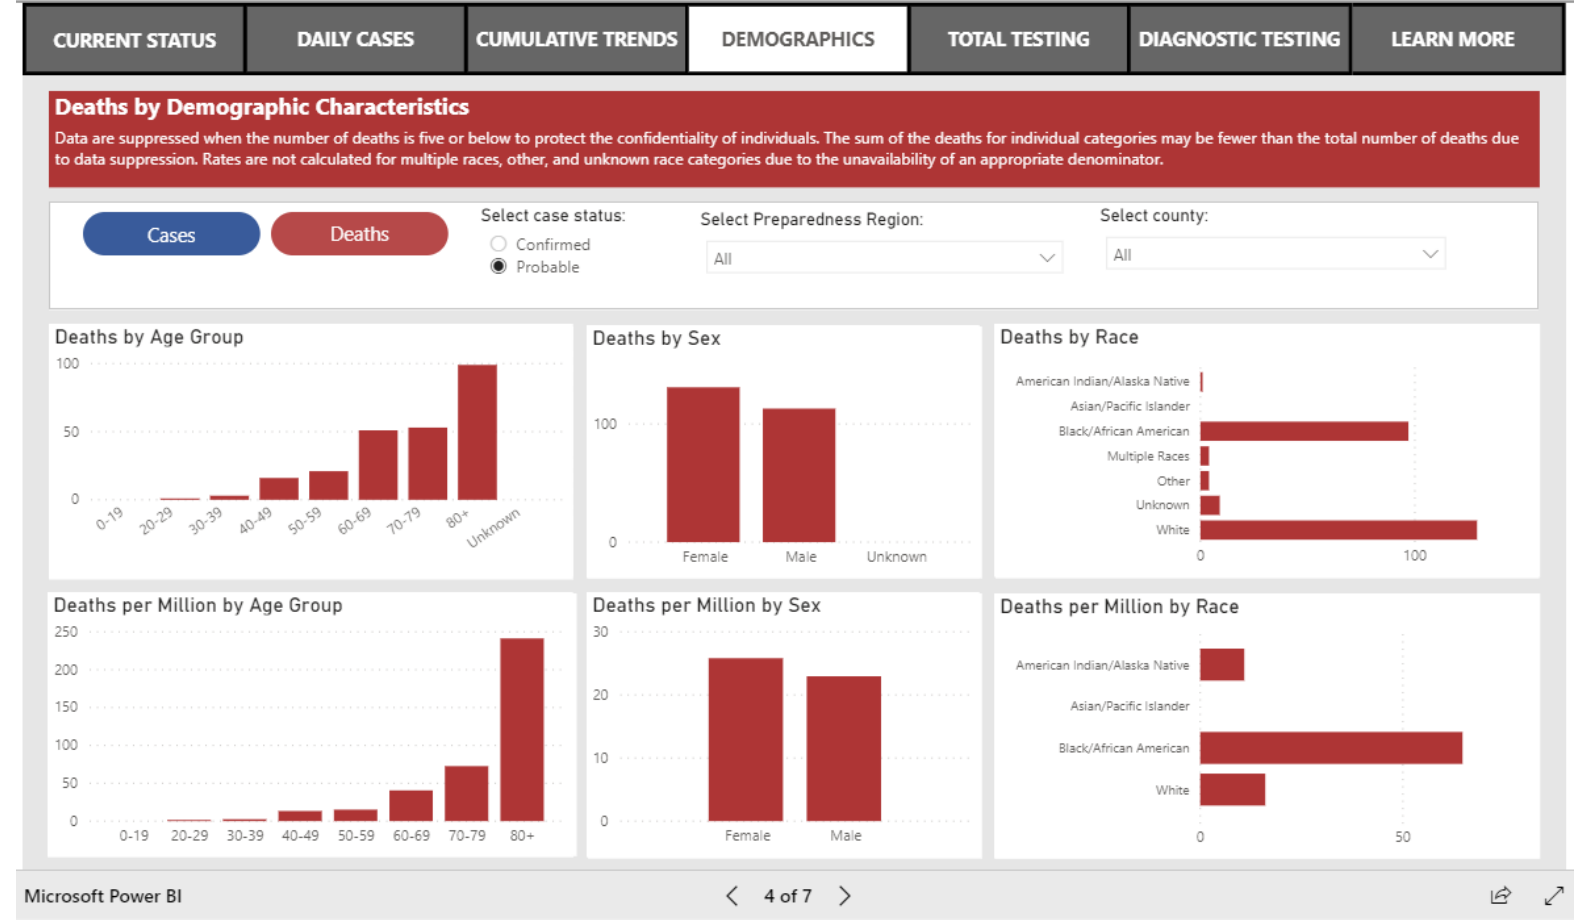 CURRENT STATUS
DAILY CASES
CUMULATIVE TRENDS
DEMOGRAPHICS
TOTAL TESTING
DIAGNOSTIC TESTING
LEARN MORE
Deaths by Demographic Characteristics
Data are suppressed when the number of deaths is five or below to protect the confidentiality of individuals. The sum of the deaths for individual categories may be fewer than the total number of deaths due
to data suppression. Rates are not calculated for multiple races, other, and unknown race categories due to the unavailability of an appropriate denominator.
Cases
Deaths
Select case status:
Confirmed
Probable
Select Preparedness Region:
All
Select county:
All
Deaths by Age Group
100
50
0
0-19
20-29
30-39
40-49
50-59
60-69
70-79
80+
Unknown
Deaths by Sex
100
0
Female
Male
Unknown
Deaths by Race
American Indian/Alaska Native
Asian/Pacific Islander
Black/African American
Multiple Races
Other
Unknown
White
0
100
Deaths per Million by Age Group
250
200
150
100
50
0
0-19
20-29
30-39
40-49
50-59
60-69
70-79
80+
Deaths per Million by Sex
30
20
10
0
Female
Male
Deaths per Million by Race
American Indian/Alaska Native
Asian/Pacific Islander
Black/African American
White
0
50
Microsoft Power BI
4 of 7